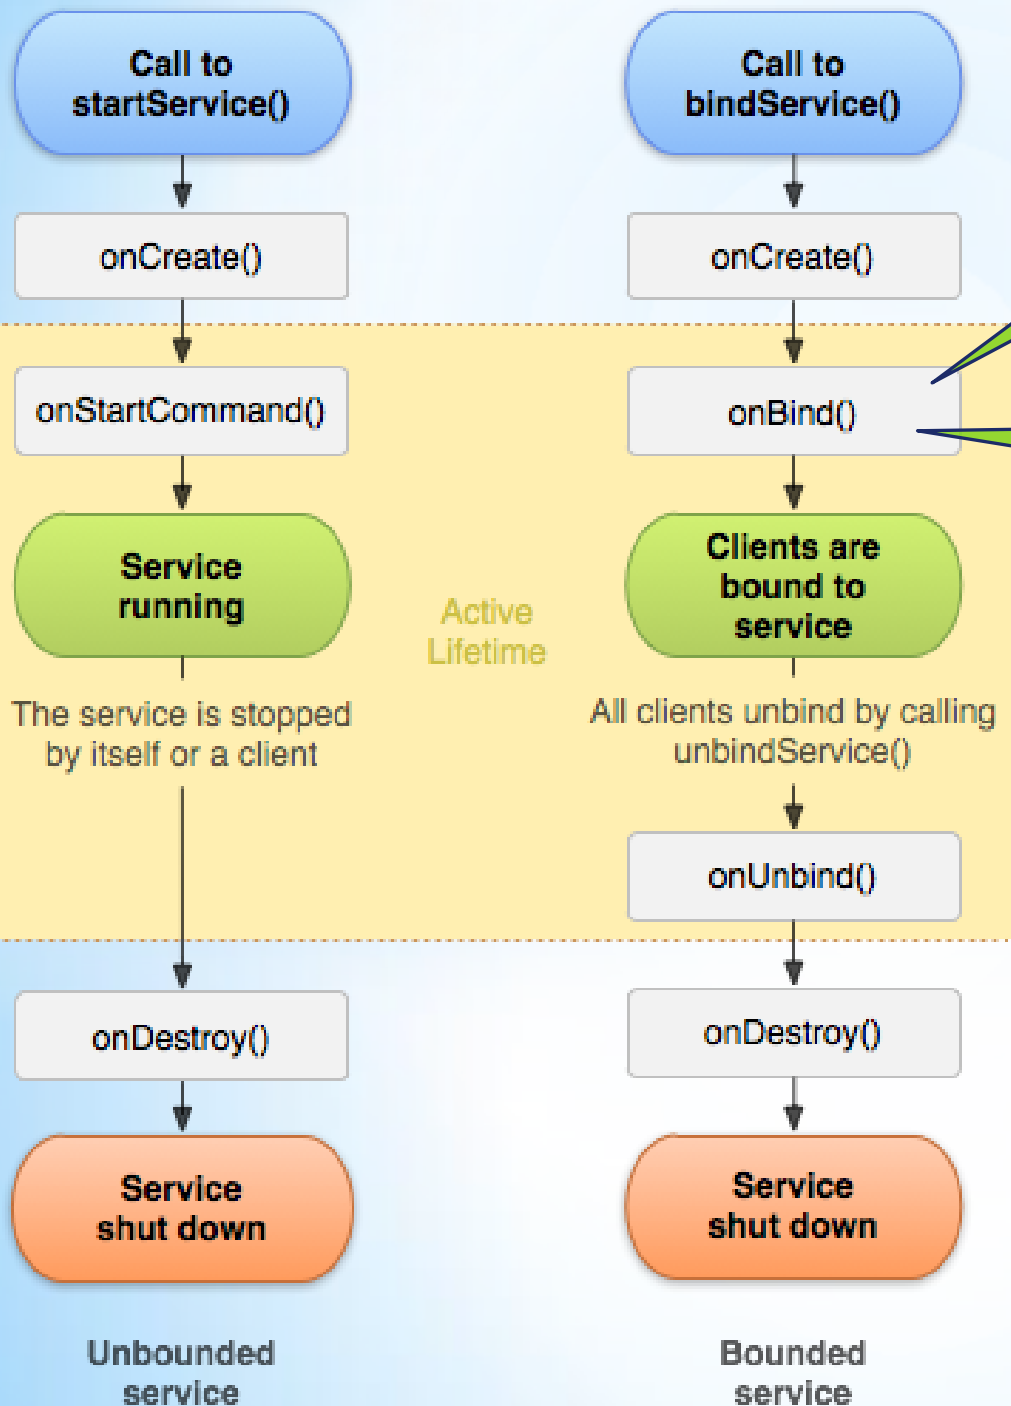 Call to
startService()
onCreate()
onStartCommand()
Service
running
The service is stopped
by itself or a client
onDestroy()
Service
shut down
Unbounded
service
Active
Lifetime
Call to
bindService()
onCreate()
onBind()
Clients are
bound to
service
All clients unbind by calling
unbindService()
onUnbind()
onDestroy()
Service
shut down
Bounded
service